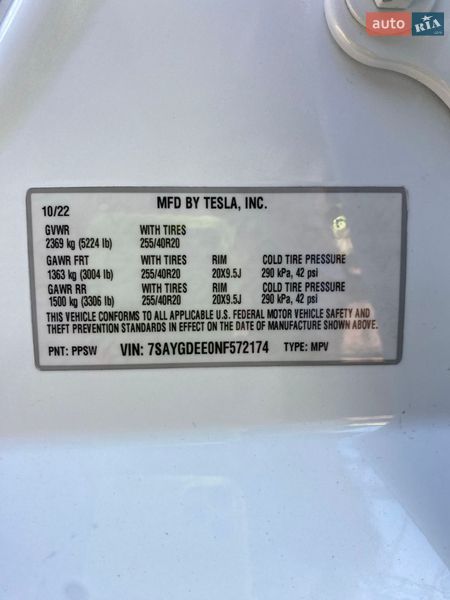 auto RIA
10/22 MFD BY TESLA, INC.
GVWR WITH TIRES
2369 kg (5224 lb) 255/40R20
GAWR FRT WITH TIRES RIM COLD TIRE PRESSURE
1363 kg (3004 lb) 255/40R20 20X9.5J 290 kPa, 42 psi
GAWR RR WITH TIRES RIM COLD TIRE PRESSURE
1500 kg (3306 lb) 255/40R20 20X9.5J 290 kPa, 42 psi
THIS VEHICLE CONFORMS TO ALL APPLICABLE U.S. FEDERAL MOTOR VEHICLE SAFETY AND
THEFT PREVENTION STANDARDS IN EFFECT ON THE DATE OF MANUFACTURE SHOWN ABOVE.
PNT: PPSW VIN: 7SAYGDEE0NF572174 TYPE: MPV